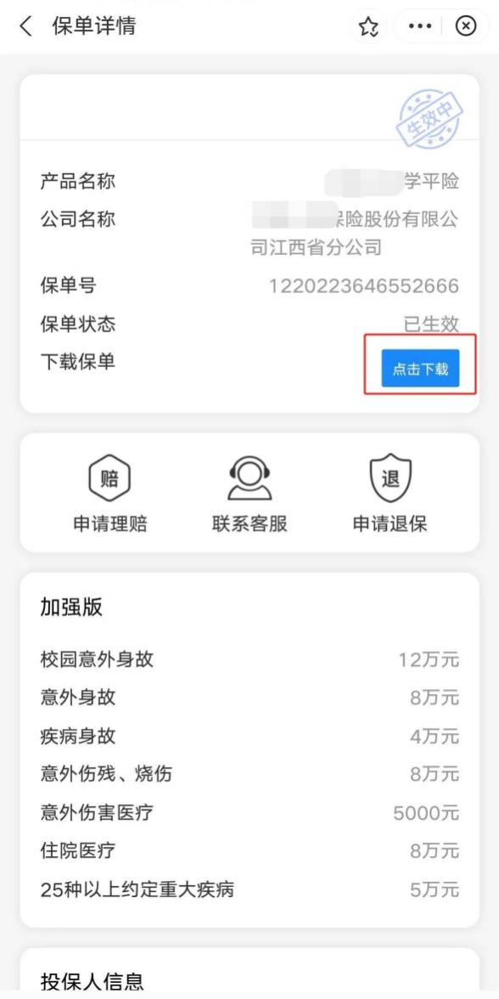 保单详情
生效中
产品名称
学平险
公司名称
保险股份有限公
司江西省分公司
保单号
1220223646552666
保单状态
已生效
下载保单
点击下载
赔
退
申请理赔
联系客服
申请退保
加强版
校园意外身故
12万元
意外身故
8万元
疾病身故
4万元
意外伤残、烧伤
8万元
意外伤害医疗
5000元
住院医疗
8万元
25种以上约定重大疾病
5万元
投保人信息